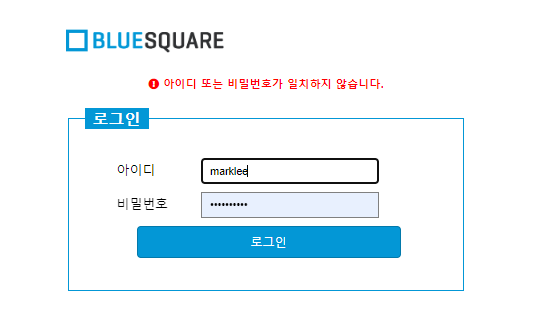 BLUESQUARE
아이디 또는 비밀번호가 일치하지 않습니다.
로그인
아이디 marklee
비밀번호 ••••••••••
로그인